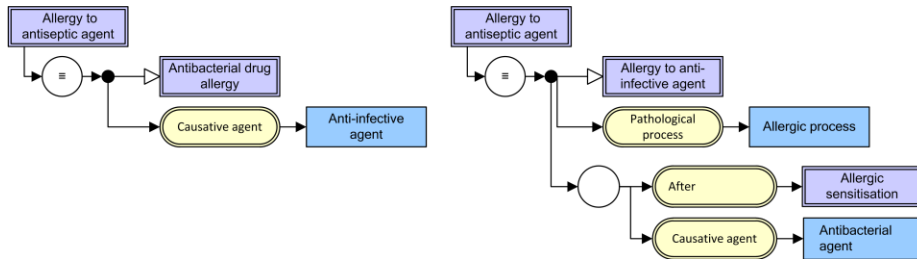 Allergy to
antiseptic agent
≡
Antibacterial drug
allergy
Causative agent
Anti-infective
agent
Allergy to
antiseptic agent
≡
Allergy to anti-
infective agent
Pathological
process
Allergic process
After
Allergic
sensitisation
Causative agent
Antibacterial
agent